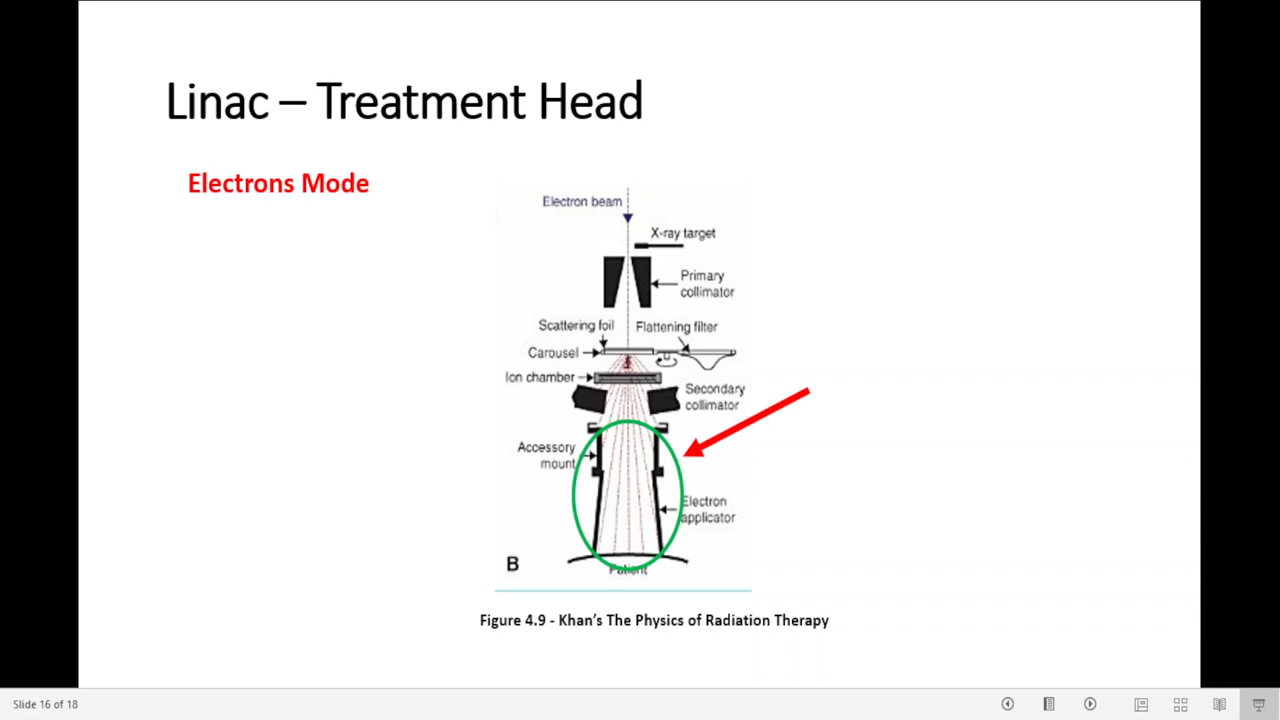 Linac – Treatment Head
Electrons Mode
Electron beam
X-ray target
Primary
collimator
Scattering foil
Flattening filter
Carousel
Ion chamber
Secondary
collimator
Accessory
mount
Electron
applicator
B
Patient
Figure 4.9 - Khan’s The Physics of Radiation Therapy
Slide 16 of 18